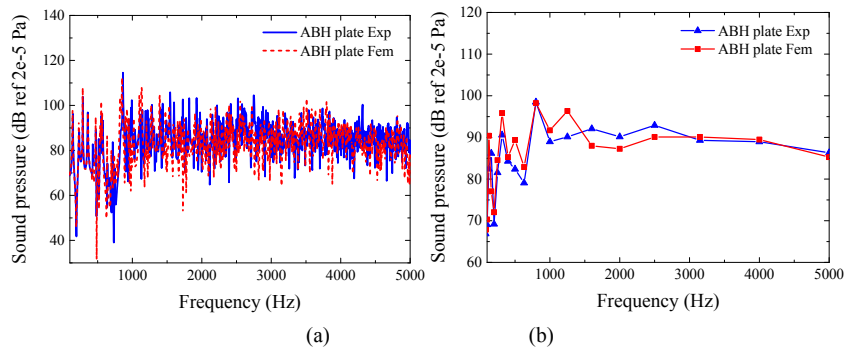 140
120
100
80
60
40
Sound pressure (dB ref 2e-5 Pa)
ABH plate Exp
ABH plate Fem
1000 2000 3000 4000 5000
Frequency (Hz)
(a)
120
110
100
90
80
70
60
Sound pressure (dB ref 2e-5 Pa)
ABH plate Exp
ABH plate Fem
1000 2000 3000 4000 5000
Frequency (Hz)
(b)